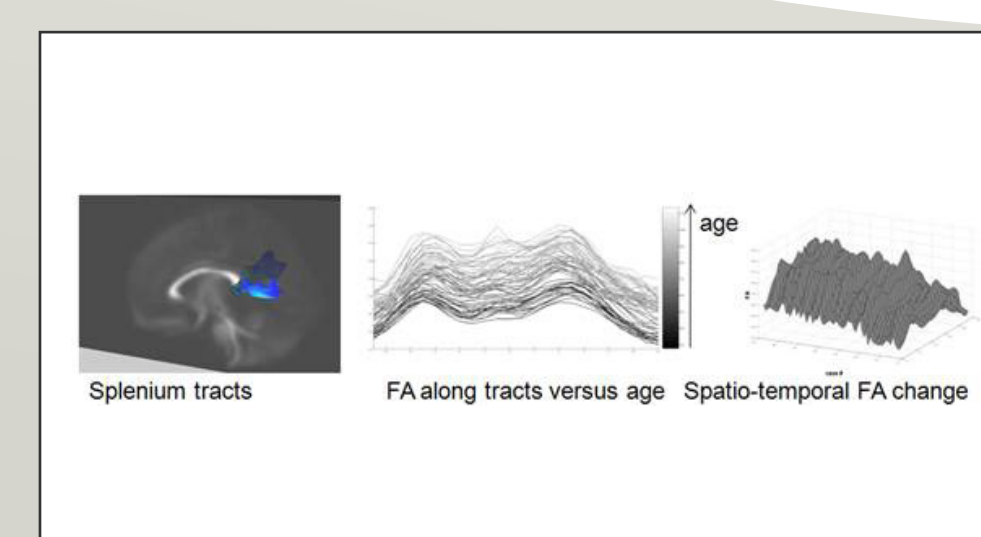 age
Splenium tracts
FA along tracts versus age
Spatio-temporal FA change